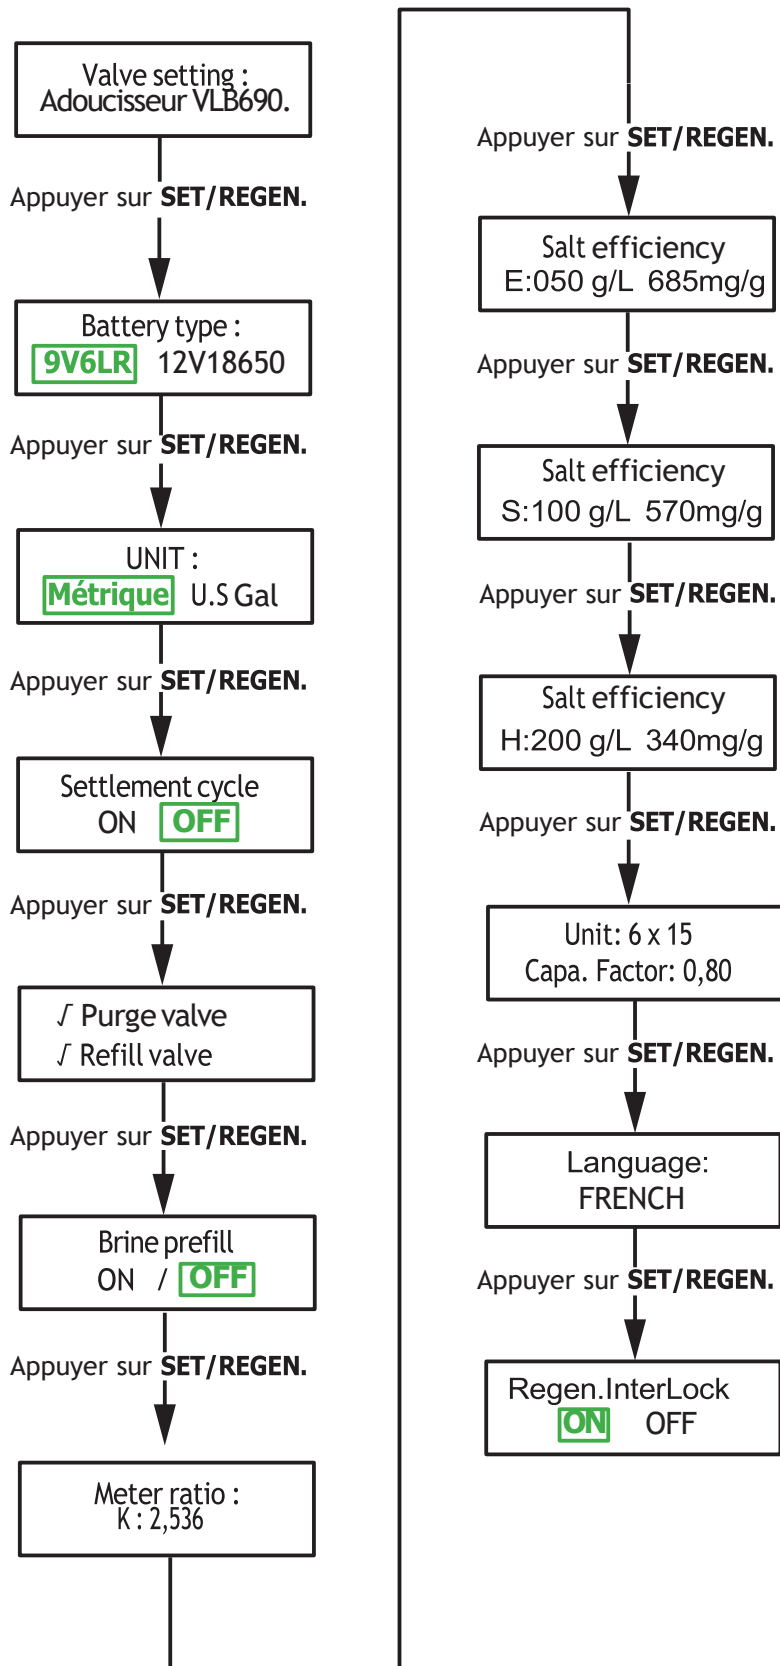 Valve setting :
Adoucisseur VLB690.
Appuyer sur SET/REGEN.
Battery type :
9V6LR 12V18650
Appuyer sur SET/REGEN.
UNIT :
Métrique U.S Gal
Appuyer sur SET/REGEN.
Settlement cycle
ON OFF
Appuyer sur SET/REGEN.
√ Purge valve
√ Refill valve
Appuyer sur SET/REGEN.
Brine prefill
ON / OFF
Appuyer sur SET/REGEN.
Meter ratio :
K : 2,536
Appuyer sur SET/REGEN.
Salt efficiency
E:050 g/L 685mg/g
Appuyer sur SET/REGEN.
Salt efficiency
S:100 g/L 570mg/g
Appuyer sur SET/REGEN.
Salt efficiency
H:200 g/L 340mg/g
Appuyer sur SET/REGEN.
Unit: 6 x 15
Capa. Factor: 0,80
Appuyer sur SET/REGEN.
Language:
FRENCH
Appuyer sur SET/REGEN.
Regen.InterLock
ON OFF